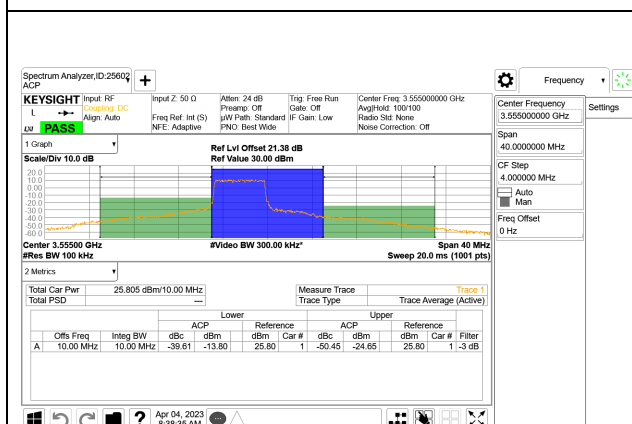 Spectrum Analyzer,ID:25602
ACP
Frequency
KEYSIGHT
L
LXI
PASS
Input: RF
Coupling: DC
Align: Auto
Input Z: 50 Ω
Freq Ref: Int (S)
NFE: Adaptive
Atten: 24 dB
Preamp: Off
µW Path: Standard
PNO: Best Wide
Trig: Free Run
Gate: Off
IF Gain: Low
Center Freq: 3.555000000 GHz
Avg|Hold: 100/100
Radio Std: None
Noise Correction: Off
Center Frequency
3.555000000 GHz
Settings
Span
40.0000000 MHz
CF Step
4.000000 MHz
Auto
Man
Freq Offset
0 Hz
1 Graph
Scale/Div 10.0 dB
Ref Lvl Offset 21.38 dB
Ref Value 30.00 dBm
20.0
10.0
0.00
-10.0
-20.0
-30.0
-40.0
-50.0
-60.0
Center 3.55500 GHz
#Video BW 300.00 kHz*
Span 40 MHz
#Res BW 100 kHz
Sweep 20.0 ms (1001 pts)
2 Metrics
Total Car Pwr 25.805 dBm/10.00 MHz
Total PSD —
Measure Trace Trace 1
Trace Type Trace Average (Active)
Lower Upper
ACP Reference ACP Reference
Offs Freq Integ BW dBc dBm dBm Car # dBc dBm dBm Car # Filter
A 10.00 MHz 10.00 MHz -39.61 -13.80 25.80 1 -50.45 -24.65 25.80 1 -3 dB
?
Apr 04, 2023
8:38:35 AM